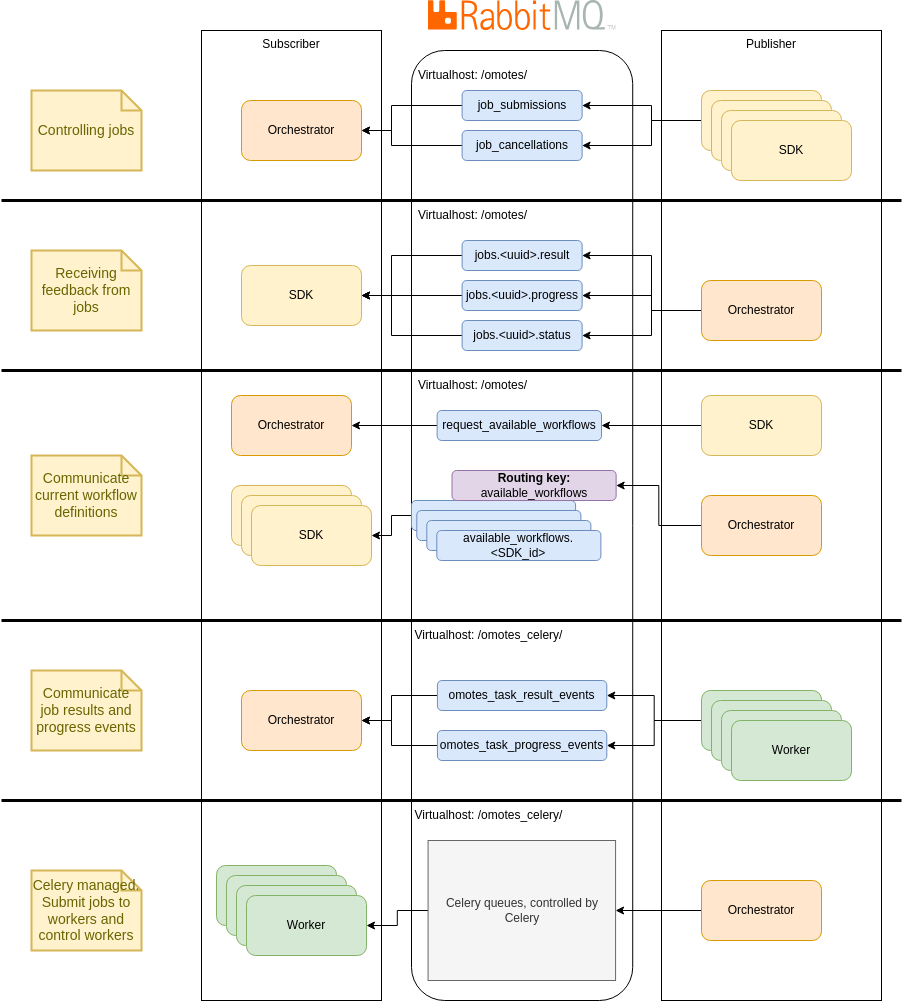 RabbitMQ™
Subscriber
Publisher
Virtualhost: /omotes/
Controlling jobs
Orchestrator
job_submissions
job_cancellations
SDK
Virtualhost: /omotes/
Receiving
feedback from
jobs
SDK
jobs.<uuid>.result
jobs.<uuid>.progress
jobs.<uuid>.status
Orchestrator
Virtualhost: /omotes/
Communicate
current workflow
definitions
Orchestrator
request_available_workflows
SDK
Routing key:
available_workflows
SDK
available_workflows.
<SDK_id>
Orchestrator
Virtualhost: /omotes_celery/
Communicate
job results and
progress events
Orchestrator
omotes_task_result_events
omotes_task_progress_events
Worker
Virtualhost: /omotes_celery/
Celery managed.
Submit jobs to
workers and
control workers
Worker
Celery queues, controlled by
Celery
Orchestrator